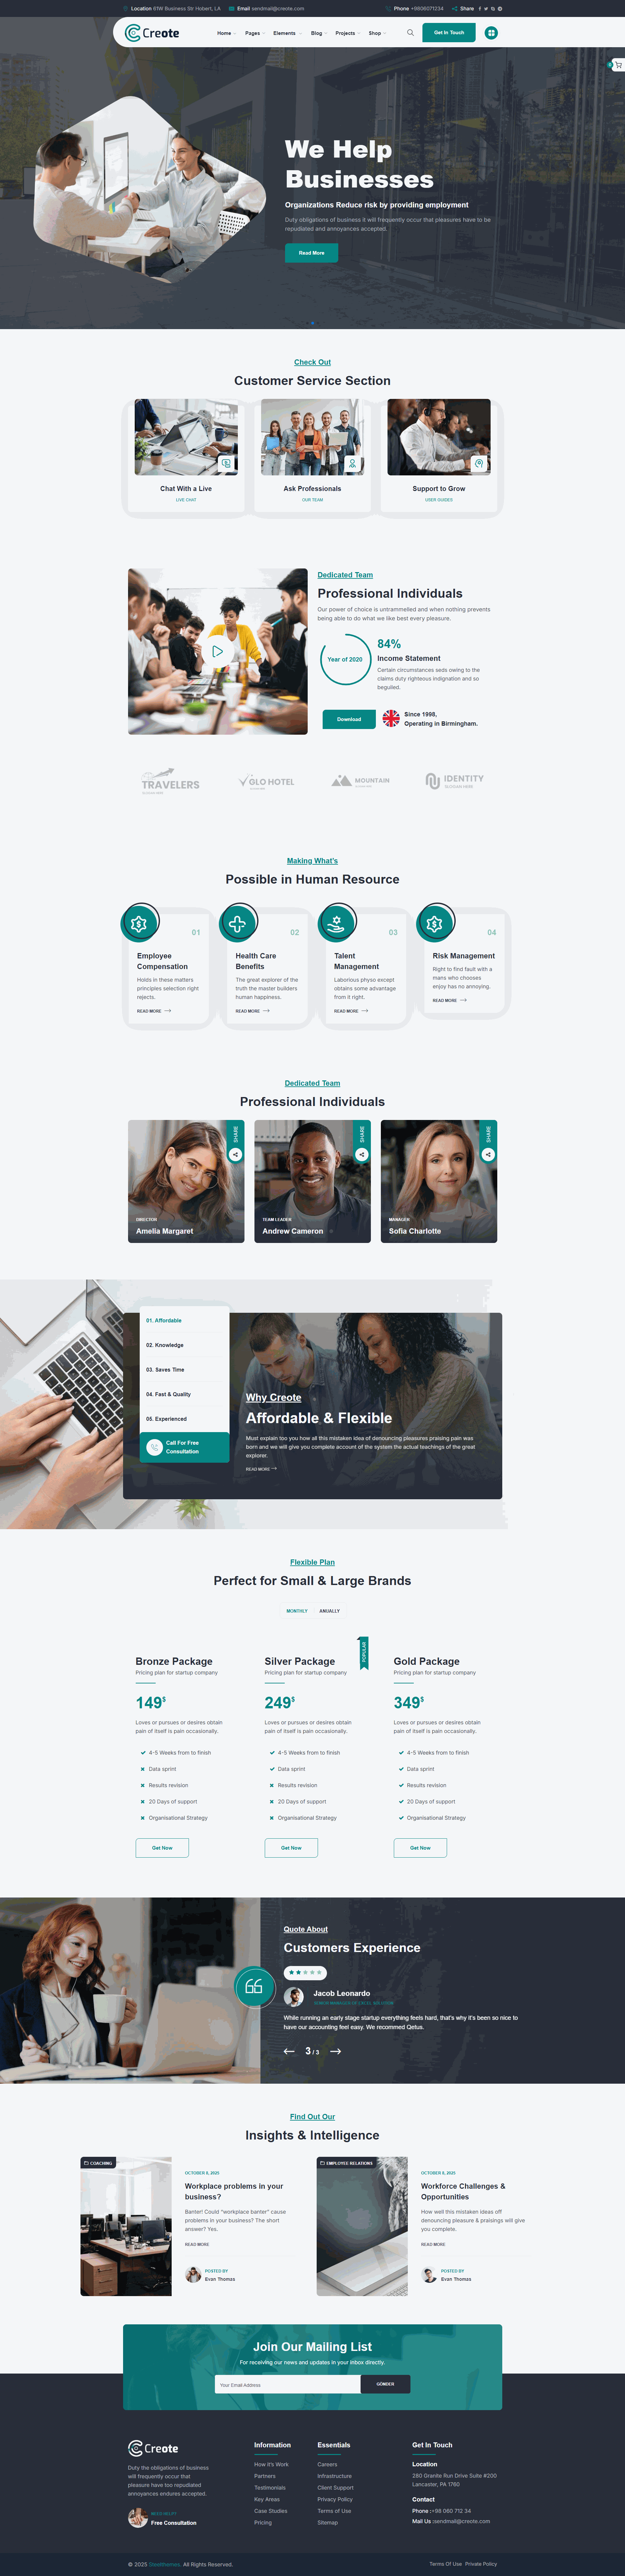 Location 61W Business Str Hobert, LA
Email sendmail@creote.com
Phone +9806071234
Share
Creote
Home
Pages
Elements
Blog
Projects
Shop
Get In Touch
0
We Help
Businesses
Organizations Reduce risk by providing employment
Duty obligations of business it will frequently occur that pleasures have to be
repudiated and annoyances accepted.
Read More
Check Out
Customer Service Section
Chat With a Live
LIVE CHAT
Ask Professionals
OUR TEAM
Support to Grow
USER GUIDES
Dedicated Team
Professional Individuals
Our power of choice is untrammelled and when nothing prevents
being able to do what we like best every pleasure.
Year of 2020
84%
Income Statement
Certain circumstances seds owing to the
claims duty righteous indignation and so
beguiled.
Download
Since 1998,
Operating in Birmingham.
TRAVELERS
SLOGAN HERE
GLO HOTEL
MOUNTAIN
IDENTITY
SLOGAN HERE
Making What's
Possible in Human Resource
01
Employee
Compensation
Holds in these matters
principles selection right
rejects.
READ MORE
02
Health Care
Benefits
The great explorer of the
truth the master builders
human happiness.
READ MORE
03
Talent
Management
Laborious physo except
obtains some advantage
from it right.
READ MORE
04
Risk Management
Right to find fault with a
mans who chooses
enjoy has no annoying.
READ MORE
Dedicated Team
Professional Individuals
SHARE
DIRECTOR
Amelia Margaret
SHARE
TEAM LEADER
Andrew Cameron
SHARE
MANAGER
Sofia Charlotte
01. Affordable
02. Knowledge
03. Saves Time
04. Fast & Quality
05. Experienced
Call For Free
Consultation
Why Creote
Affordable & Flexible
Must explain too you how all this mistaken idea of denouncing pleasures praising pain was
born and we will give you complete account of the system the actual teachings of the great
explorer.
READ MORE
Flexible Plan
Perfect for Small & Large Brands
MONTHLY
ANUALLY
Bronze Package
Pricing plan for startup company
149$
Loves or pursues or desires obtain
pain of itself is pain occasionally.
4-5 Weeks from to finish
Data sprint
Results revision
20 Days of support
Organisational Strategy
Get Now
POPULAR
Silver Package
Pricing plan for startup company
249$
Loves or pursues or desires obtain
pain of itself is pain occasionally.
4-5 Weeks from to finish
Data sprint
Results revision
20 Days of support
Organisational Strategy
Get Now
Gold Package
Pricing plan for startup company
349$
Loves or pursues or desires obtain
pain of itself is pain occasionally.
4-5 Weeks from to finish
Data sprint
Results revision
20 Days of support
Organisational Strategy
Get Now
Quote About
Customers Experience
Jacob Leonardo
While running an early stage startup everything feels hard, that's why it's been so nice to
have our accounting feel easy. We recommed Qetus.
3 / 3
Find Out Our
Insights & Intelligence
COACHING
OCTOBER 8, 2025
Workplace problems in your
business?
Banter! Could "workplace banter" cause
problems in your business? The short
answer? Yes.
READ MORE
POSTED BY
Evan Thomas
EMPLOYEE RELATIONS
OCTOBER 8, 2025
Workforce Challenges &
Opportunities
How well this mistaken ideas off
denouncing pleasure & praisings will give
you complete.
READ MORE
POSTED BY
Evan Thomas
Join Our Mailing List
For receiving our news and updates in your inbox directly.
Your Email Address
GÖNDER
Creote
Duty the obligations of business
will frequently occur that
pleasure have too repudiated
annoyances endures accepted.
NEED HELP?
Free Consultation
Information
How It's Work
Partners
Testimonials
Key Areas
Case Studies
Pricing
Essentials
Careers
Infrastructure
Client Support
Privacy Policy
Terms of Use
Sitemap
Get In Touch
Location
280 Granite Run Drive Suite #200
Lancaster, PA 1760
Contact
Phone :+98 060 712 34
Mail Us :sendmail@creote.com
© 2025 Steelthemes. All Rights Reserved.
Terms Of Use Private Policy